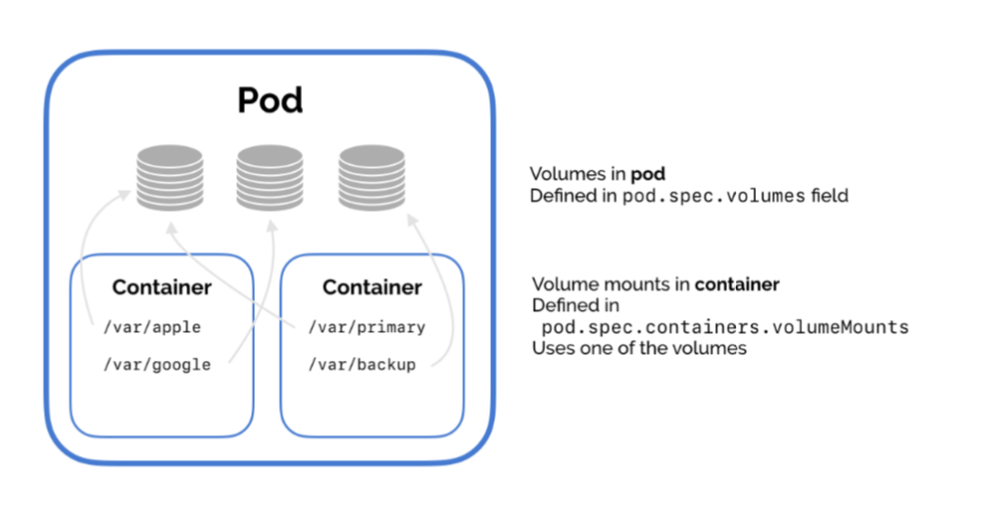 Pod
Volumes in pod
Defined in pod.spec.volumes field
Container
/var/apple
/var/google
Container
/var/primary
/var/backup
Volume mounts in container
Defined in
pod.spec.containers.volumeMounts
Uses one of the volumes